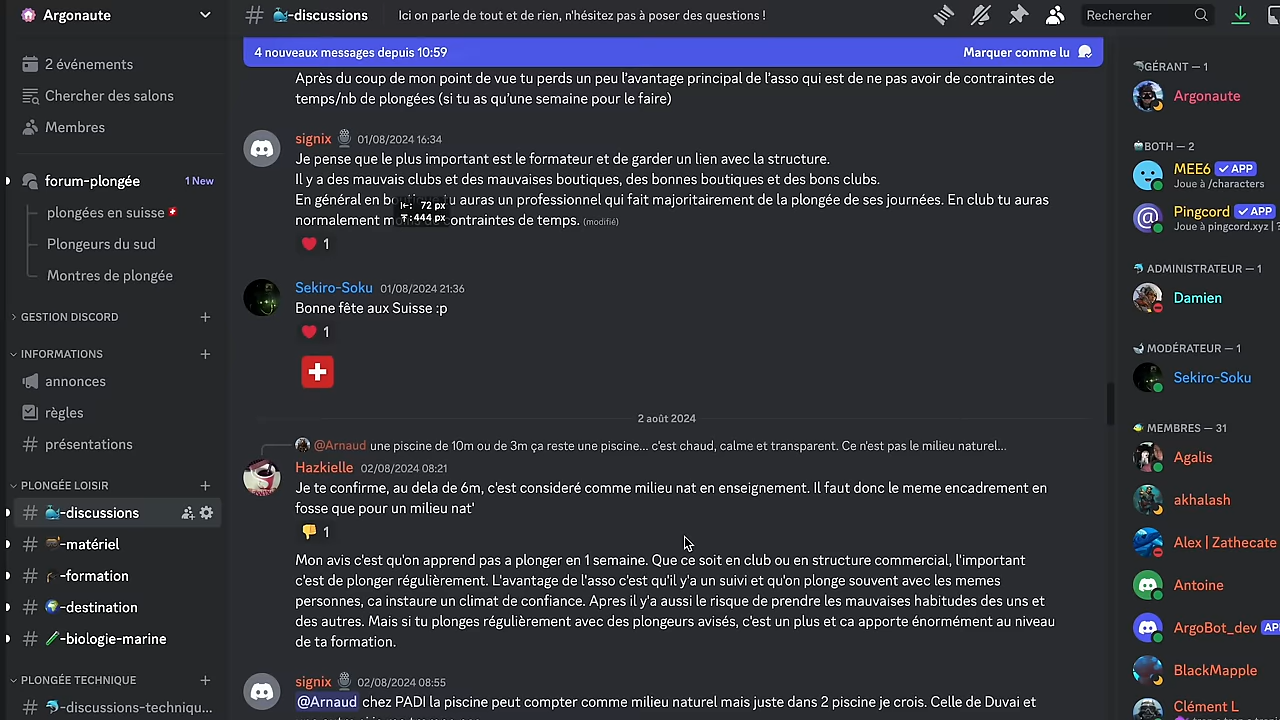 Argonaute
2 événements
Chercher des salons
Membres
forum-plongée 1 New
plongées en suisse
Plongeurs du sud
Montres de plongée
GESTION DISCORD
INFORMATIONS
annonces
règles
présentations
PLONGÉE LOISIR
-discussions
-matériel
-formation
-destination
-biologie-marine
PLONGÉE TECHNIQUE
-discussions-techniqu...
# -discussions Ici on parle de tout et de rien, n'hésitez pas à poser des questions ! Rechercher
4 nouveaux messages depuis 10:59 Marquer comme lu
Après du coup de mon point de vue tu perds un peu l'avantage principal de l'asso qui est de ne pas avoir de contraintes de
temps/nb de plongées (si tu as qu'une semaine pour le faire)
signix 01/08/2024 16:34
Je pense que le plus important est le formateur et de garder un lien avec la structure.
Il y a des mauvais clubs et des mauvaises boutiques, des bonnes boutiques et des bons clubs.
En général en bo u auras un professionnel qui fait majoritairement de la plongée de ses journées. En club tu auras
normalement m contraintes de temps. (modifié)
72 px
444 px
1
Sekiro-Soku 01/08/2024 21:36
Bonne fête aux Suisse :p
1
2 août 2024
@Arnaud une piscine de 10m ou de 3m ça reste une piscine... c'est chaud, calme et transparent. Ce n'est pas le milieu naturel...
Hazkielle 02/08/2024 08:21
Je te confirme, au dela de 6m, c'est consideré comme milieu nat en enseignement. Il faut donc le meme encadrement en
fosse que pour un milieu nat'
1
Mon avis c'est qu'on apprend pas a plonger en 1 semaine. Que ce soit en club ou en structure commercial, l'important
c'est de plonger régulièrement. L'avantage de l'asso c'est qu'il y'a un suivi et qu'on plonge souvent avec les memes
personnes, ca instaure un climat de confiance. Apres il y'a aussi le risque de prendre les mauvaises habitudes des uns et
des autres. Mais si tu plonges régulièrement avec des plongeurs avisés, c'est un plus et ca apporte énormément au niveau
de ta formation.
signix 02/08/2024 08:55
@Arnaud chez PADI la piscine peut compter comme milieu naturel mais juste dans 2 piscine je crois. Celle de Duvai et
GÉRANT — 1
Argonaute
BOTH — 2
MEE6 APP
Joue à /characters
Pingcord APP
Joue à pingcord.xyz |
ADMINISTRATEUR — 1
Damien
MODÉRATEUR — 1
Sekiro-Soku
MEMBRES — 31
Agalis
akhalash
Alex | Zathecate
Antoine
ArgoBot_dev
BlackMapple
Clément L